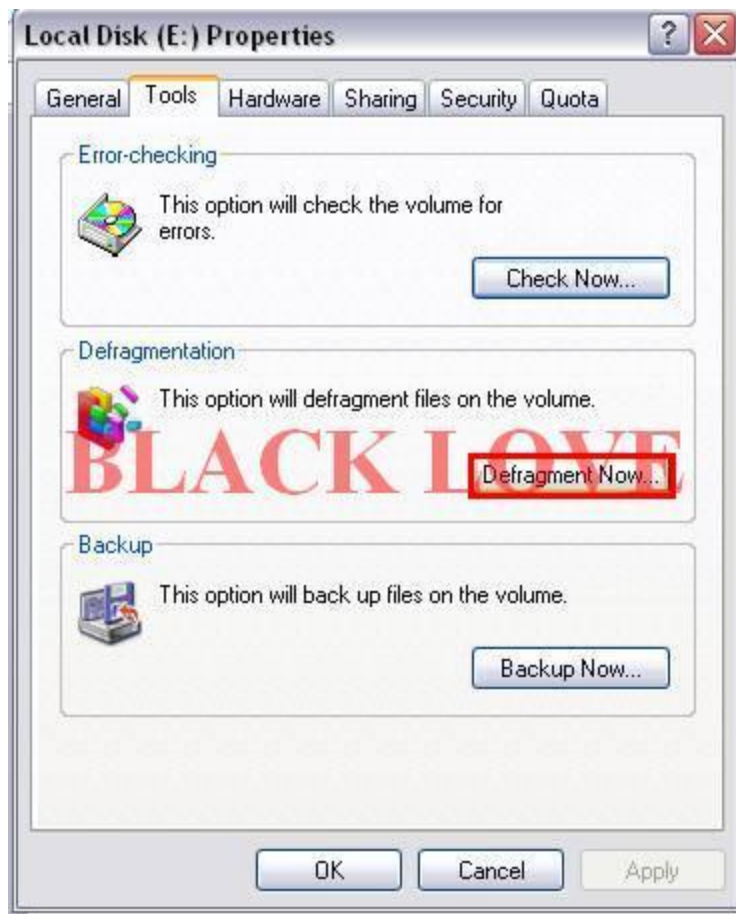 Local Disk (E:) Properties
General Tools Hardware Sharing Security Quota
Error-checking
This option will check the volume for
errors.
Check Now...
Defragmentation
This option will defragment files on the volume.
BLACK LOVE
Defragment Now...
Backup
This option will back up files on the volume.
Backup Now...
OK Cancel Apply